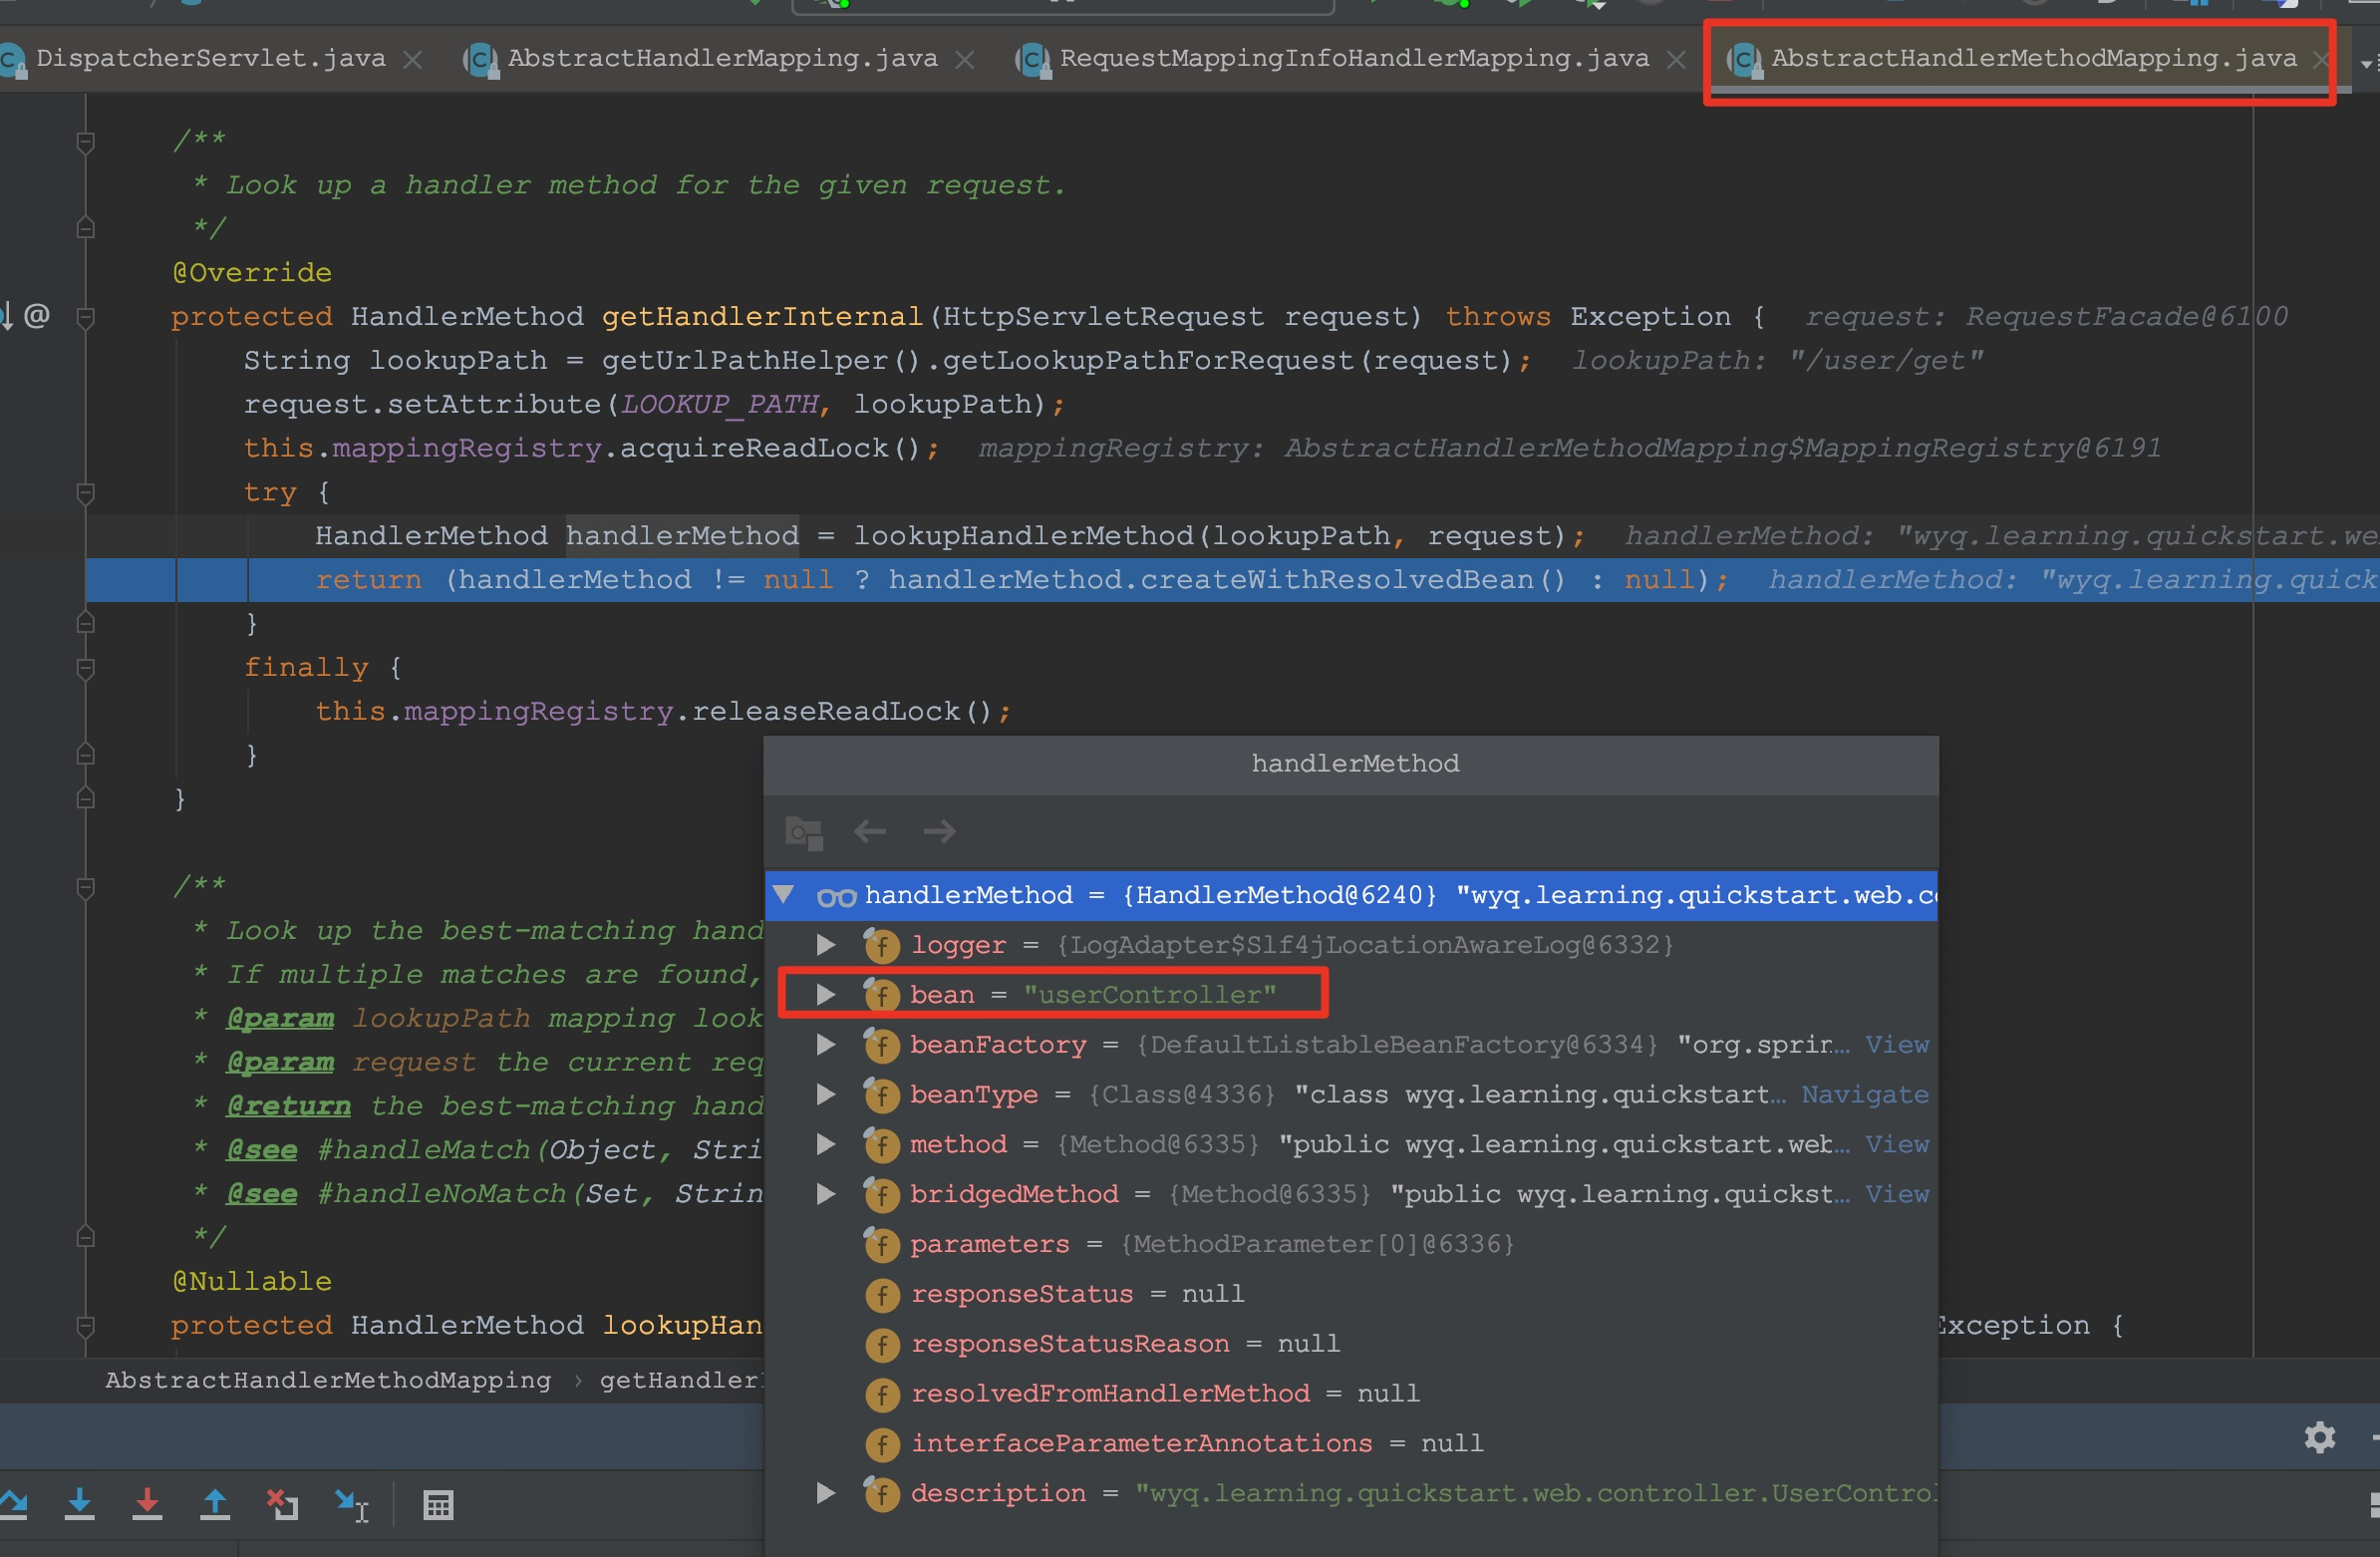 DispatcherServlet.java AbstractHandlerMapping.java RequestMappingInfoHandlerMapping.java AbstractHandlerMethodMapping.java
/**
* Look up a handler method for the given request.
*/
@Override
@ protected HandlerMethod getHandlerInternal(HttpServletRequest request) throws Exception { request: RequestFacade@6100
String lookupPath = getUrlPathHelper().getLookupPathForRequest(request); lookupPath: "/user/get"
request.setAttribute(LOOKUP_PATH, lookupPath);
this.mappingRegistry.acquireReadLock(); mappingRegistry: AbstractHandlerMethodMapping$MappingRegistry@6191
try {
HandlerMethod handlerMethod = lookupHandlerMethod(lookupPath, request); handlerMethod: "wyq.learning.quickstart.we
return (handlerMethod != null ? handlerMethod.createWithResolvedBean() : null); handlerMethod: "wyq.learning.quick
}
finally {
this.mappingRegistry.releaseReadLock();
}
}
/**
* Look up the best-matching hand
* If multiple matches are found,
* @param lookupPath mapping look
* @param request the current req
* @return the best-matching hand
* @see #handleMatch(Object, Stri
* @see #handleNoMatch(Set, Strin
*/
@Nullable
protected HandlerMethod lookupHan Exception {
AbstractHandlerMethodMapping › getHandler
handlerMethod
handlerMethod = {HandlerMethod@6240} "wyq.learning.quickstart.web.co
logger = {LogAdapter$Slf4jLocationAwareLog@6332}
bean = "userController"
beanFactory = {DefaultListableBeanFactory@6334} "org.sprin… View
beanType = {Class@4336} "class wyq.learning.quickstart… Navigate
method = {Method@6335} "public wyq.learning.quickstart.web… View
bridgedMethod = {Method@6335} "public wyq.learning.quickst… View
parameters = {MethodParameter[0]@6336}
responseStatus = null
responseStatusReason = null
resolvedFromHandlerMethod = null
interfaceParameterAnnotations = null
description = "wyq.learning.quickstart.web.controller.UserControl